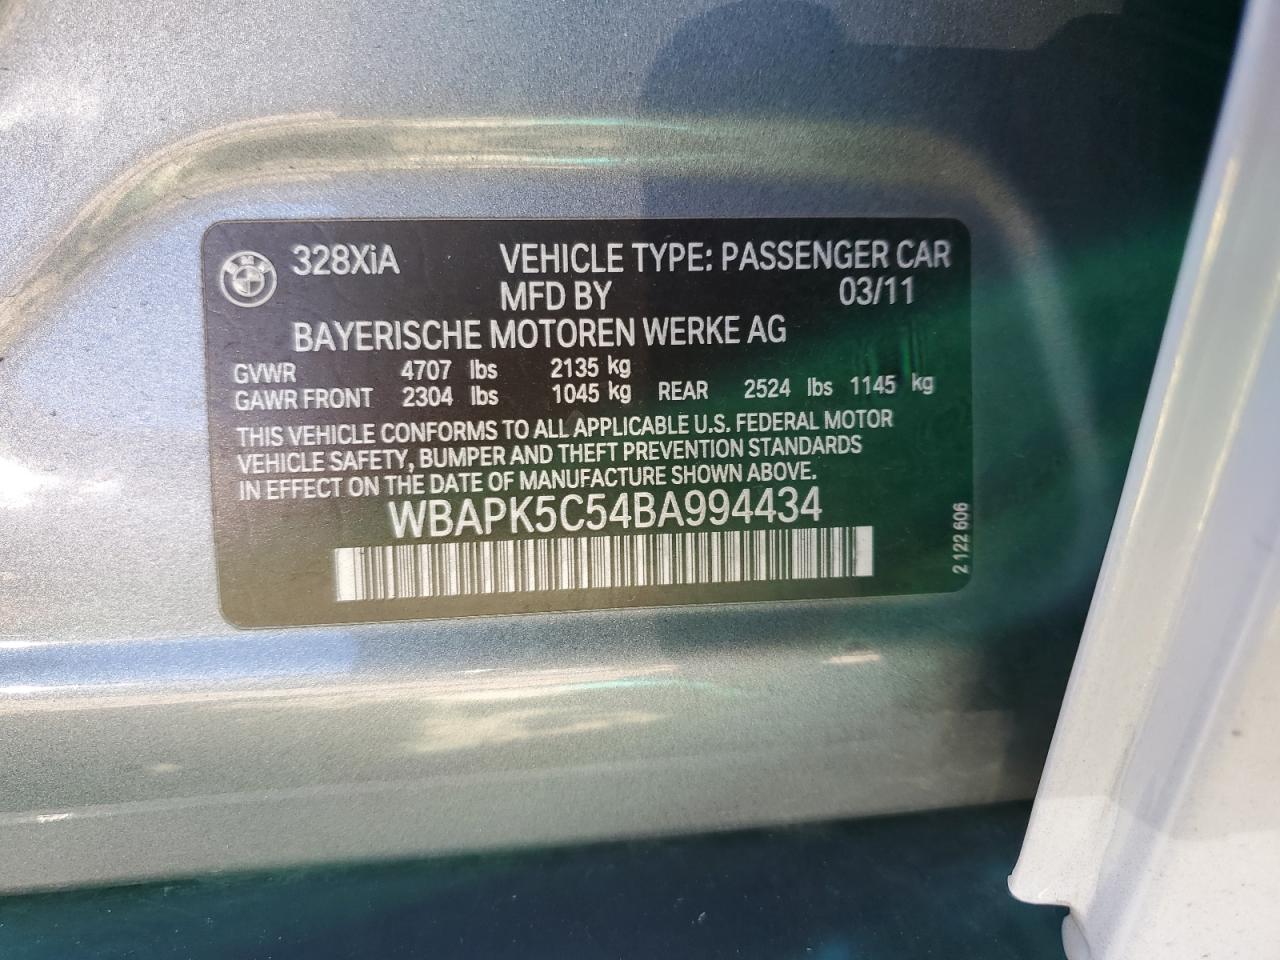 328XiA VEHICLE TYPE: PASSENGER CAR
MFD BY 03/11
BAYERISCHE MOTOREN WERKE AG
GVWR 4707 lbs 2135 kg
GAWR FRONT 2304 lbs 1045 kg REAR 2524 lbs 1145 kg
THIS VEHICLE CONFORMS TO ALL APPLICABLE U.S. FEDERAL MOTOR
VEHICLE SAFETY, BUMPER AND THEFT PREVENTION STANDARDS
IN EFFECT ON THE DATE OF MANUFACTURE SHOWN ABOVE.
WBAPK5C54BA994434
2 122 606